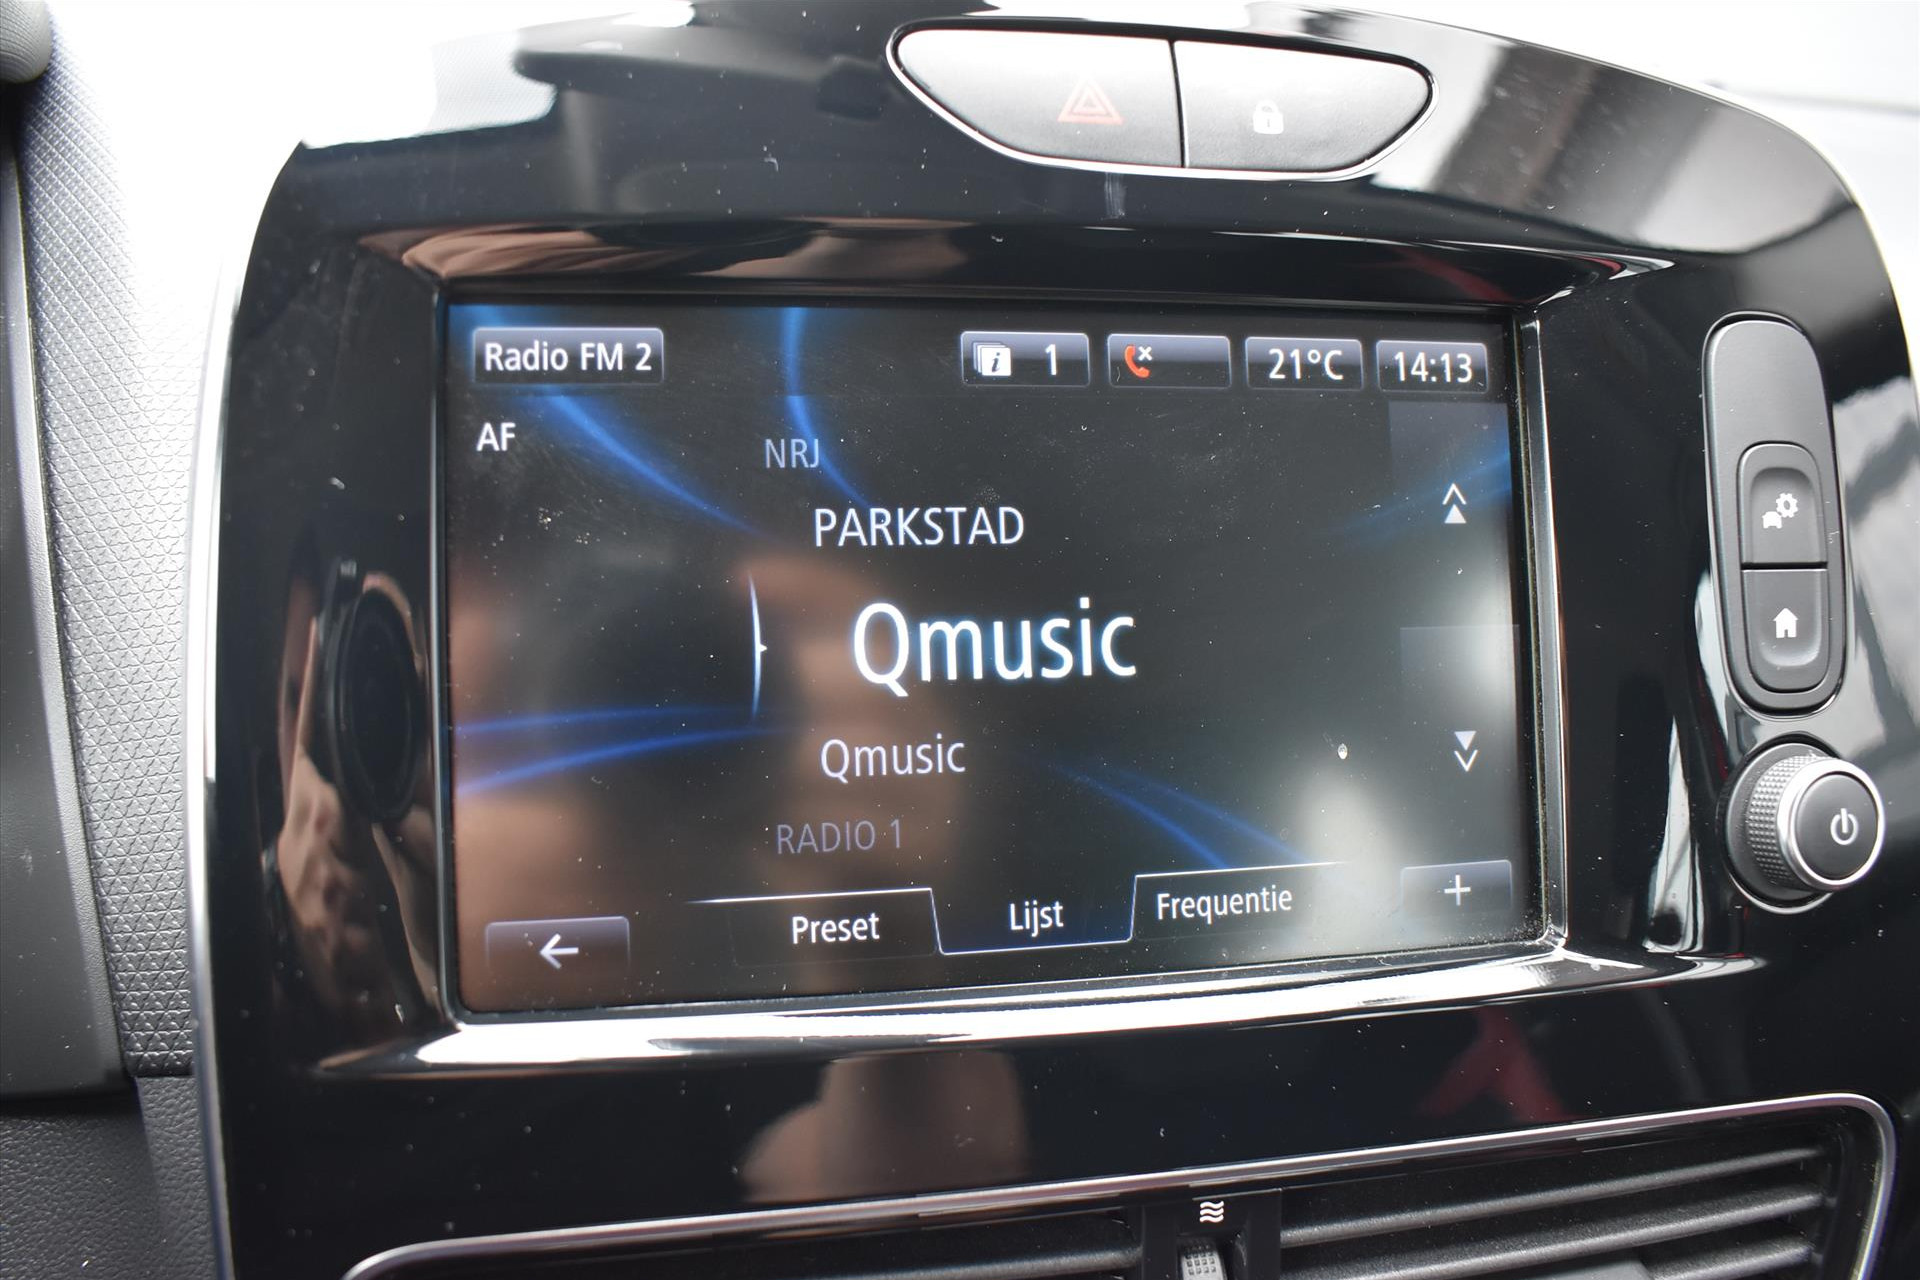 Radio FM 2
1
21°C
14:13
AF
NRJ
PARKSTAD
Qmusic
Qmusic
RADIO 1
Preset
Lijst
Frequentie
+